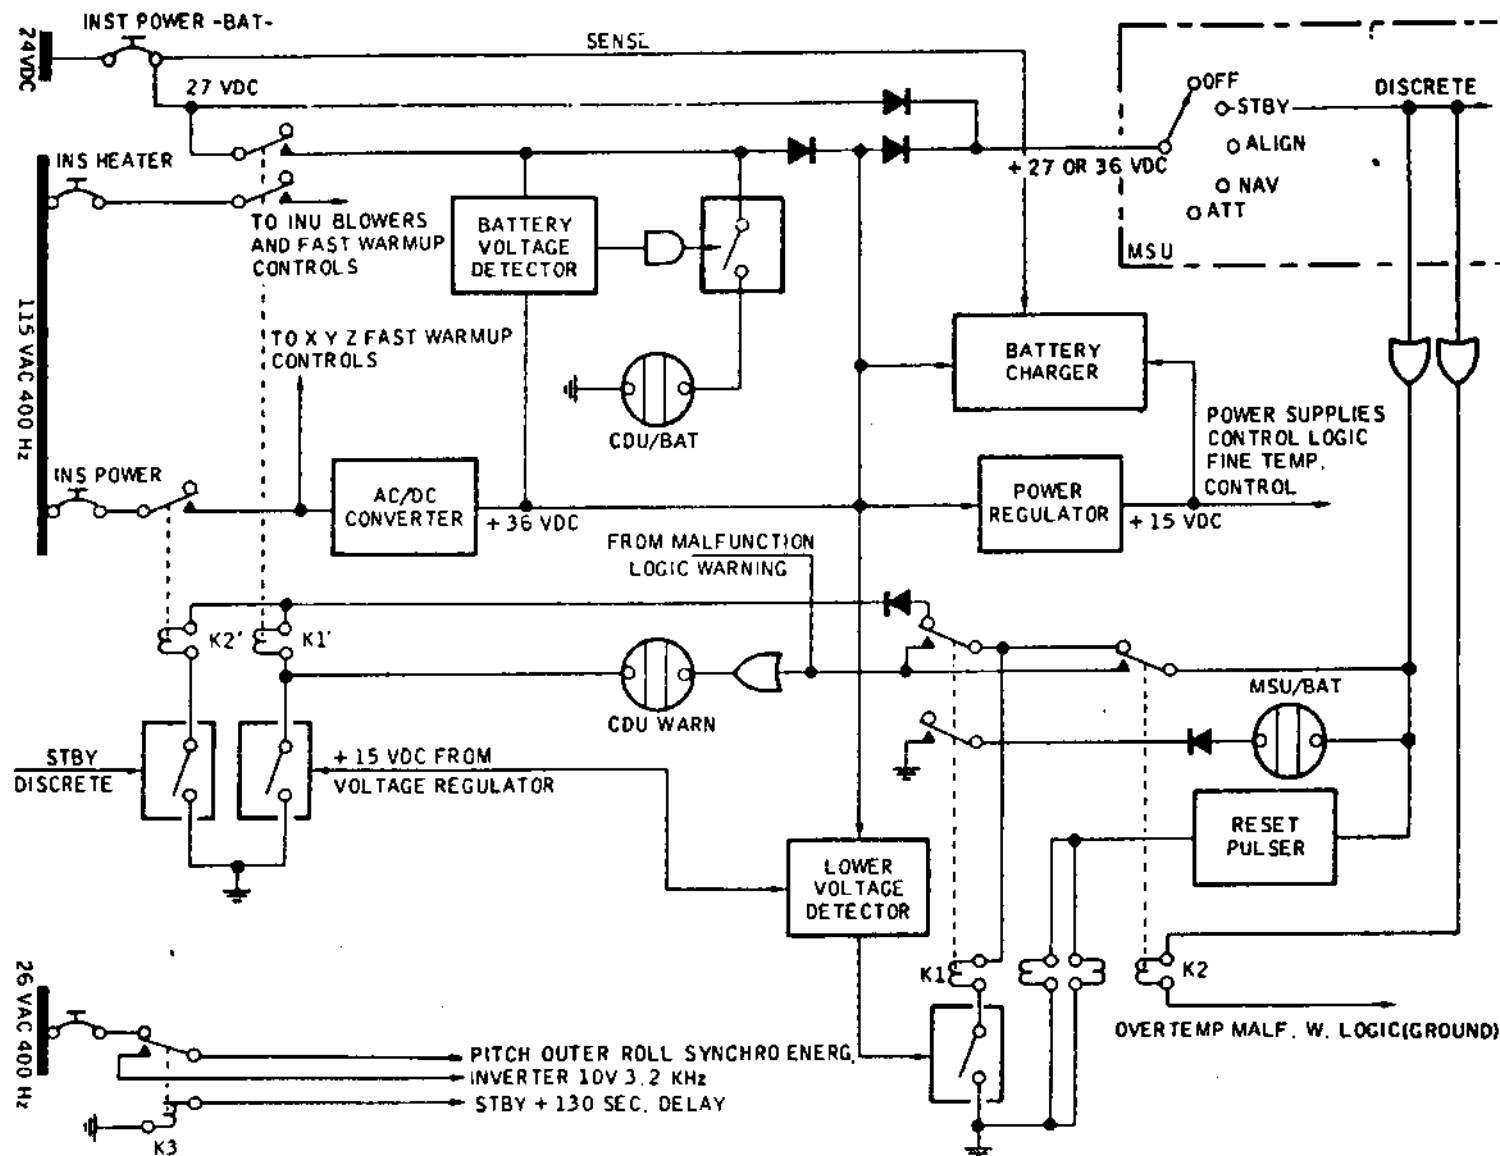 INST POWER -BAT-
24VDC
SENSE
27 VDC
OFF
STBY
DISCRETE
ALIGN
NAV
ATT
MSU
+ 27 OR 36 VDC
INS HEATER
TO INU BLOWERS
AND FAST WARMUP
CONTROLS
BATTERY
VOLTAGE
DETECTOR
115 VAC 400 Hz
TO X Y Z FAST WARMUP
CONTROLS
CDU/BAT
BATTERY
CHARGER
POWER SUPPLIES
CONTROL LOGIC
FINE TEMP.
CONTROL
INS POWER
AC/DC
CONVERTER
+ 36 VDC
POWER
REGULATOR
+ 15 VDC
FROM MALFUNCTION
LOGIC WARNING
K2'
K1'
CDU WARN
MSU/BAT
STBY
DISCRETE
+ 15 VDC FROM
VOLTAGE REGULATOR
RESET
PULSER
LOWER
VOLTAGE
DETECTOR
K1
K2
OVERTEMP MALF. W. LOGIC(GROUND)
26 VAC 400 Hz
PITCH OUTER ROLL SYNCHRO ENERG.
INVERTER 10V 3.2 KHz
STBY + 130 SEC. DELAY
K3